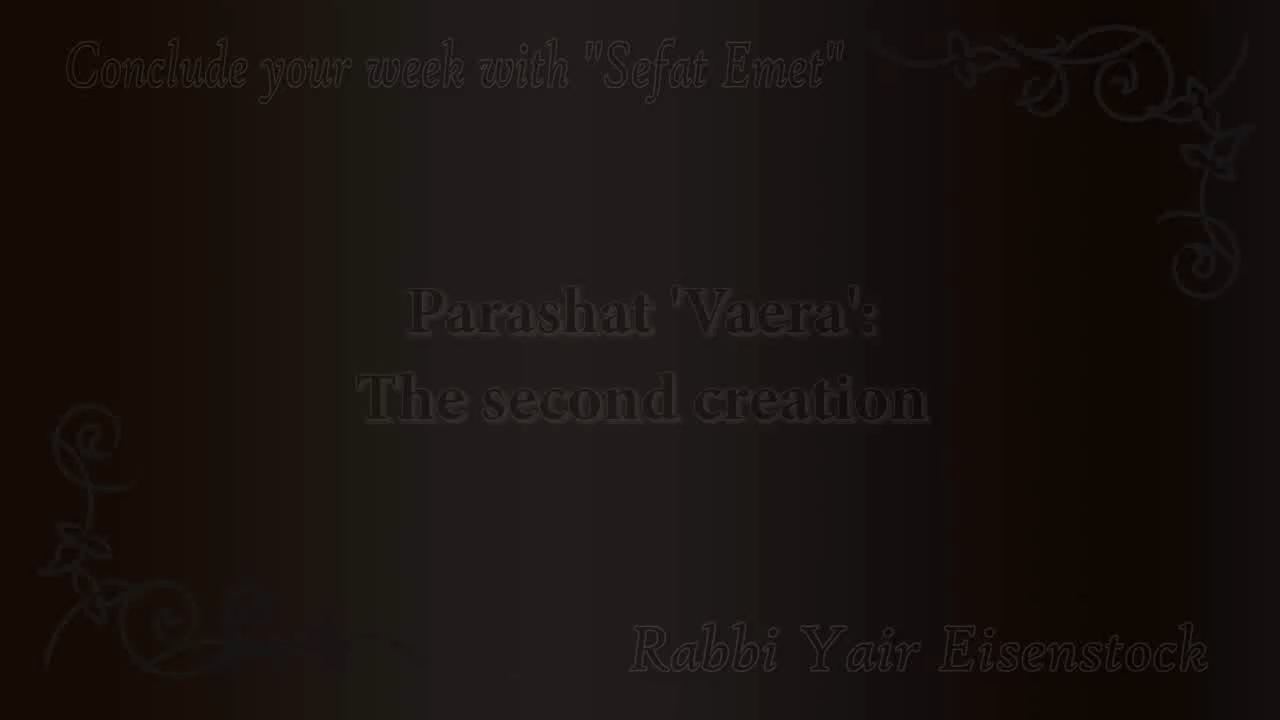 Conclude your week with "Sefat Emet"
Parashat 'Vaera':
The second creation
Rabbi Yair Eisenstock